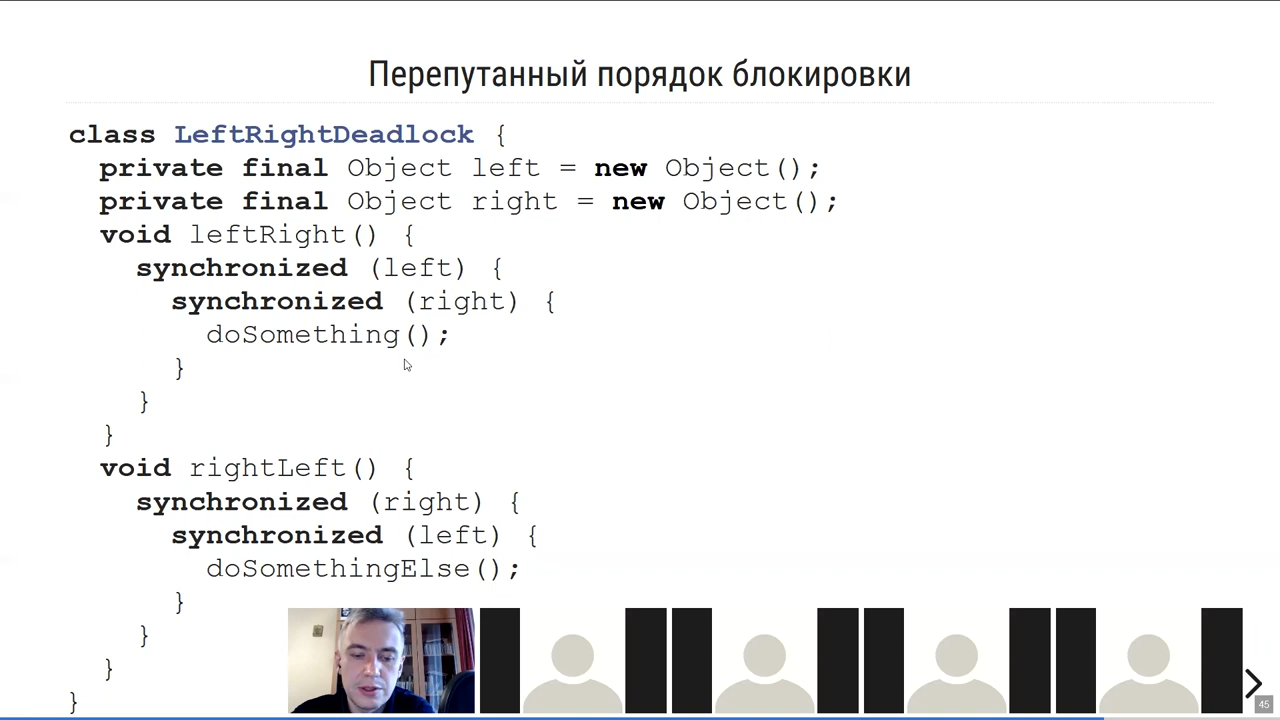 Перепутанный порядок блокировки
class LeftRightDeadlock {
  private final Object left = new Object();
  private final Object right = new Object();
  void leftRight() {
    synchronized (left) {
      synchronized (right) {
        doSomething();
      }
    }
  }
  void rightLeft() {
    synchronized (right) {
      synchronized (left) {
        doSomethingElse();
      }
    }
  }
}
45